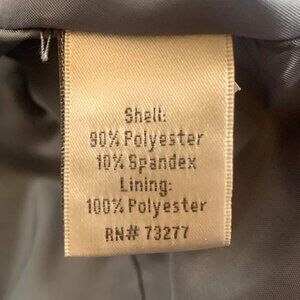 Shell:
90% Polyester
10% Spandex
Lining:
100% Polyester
RN# 73277